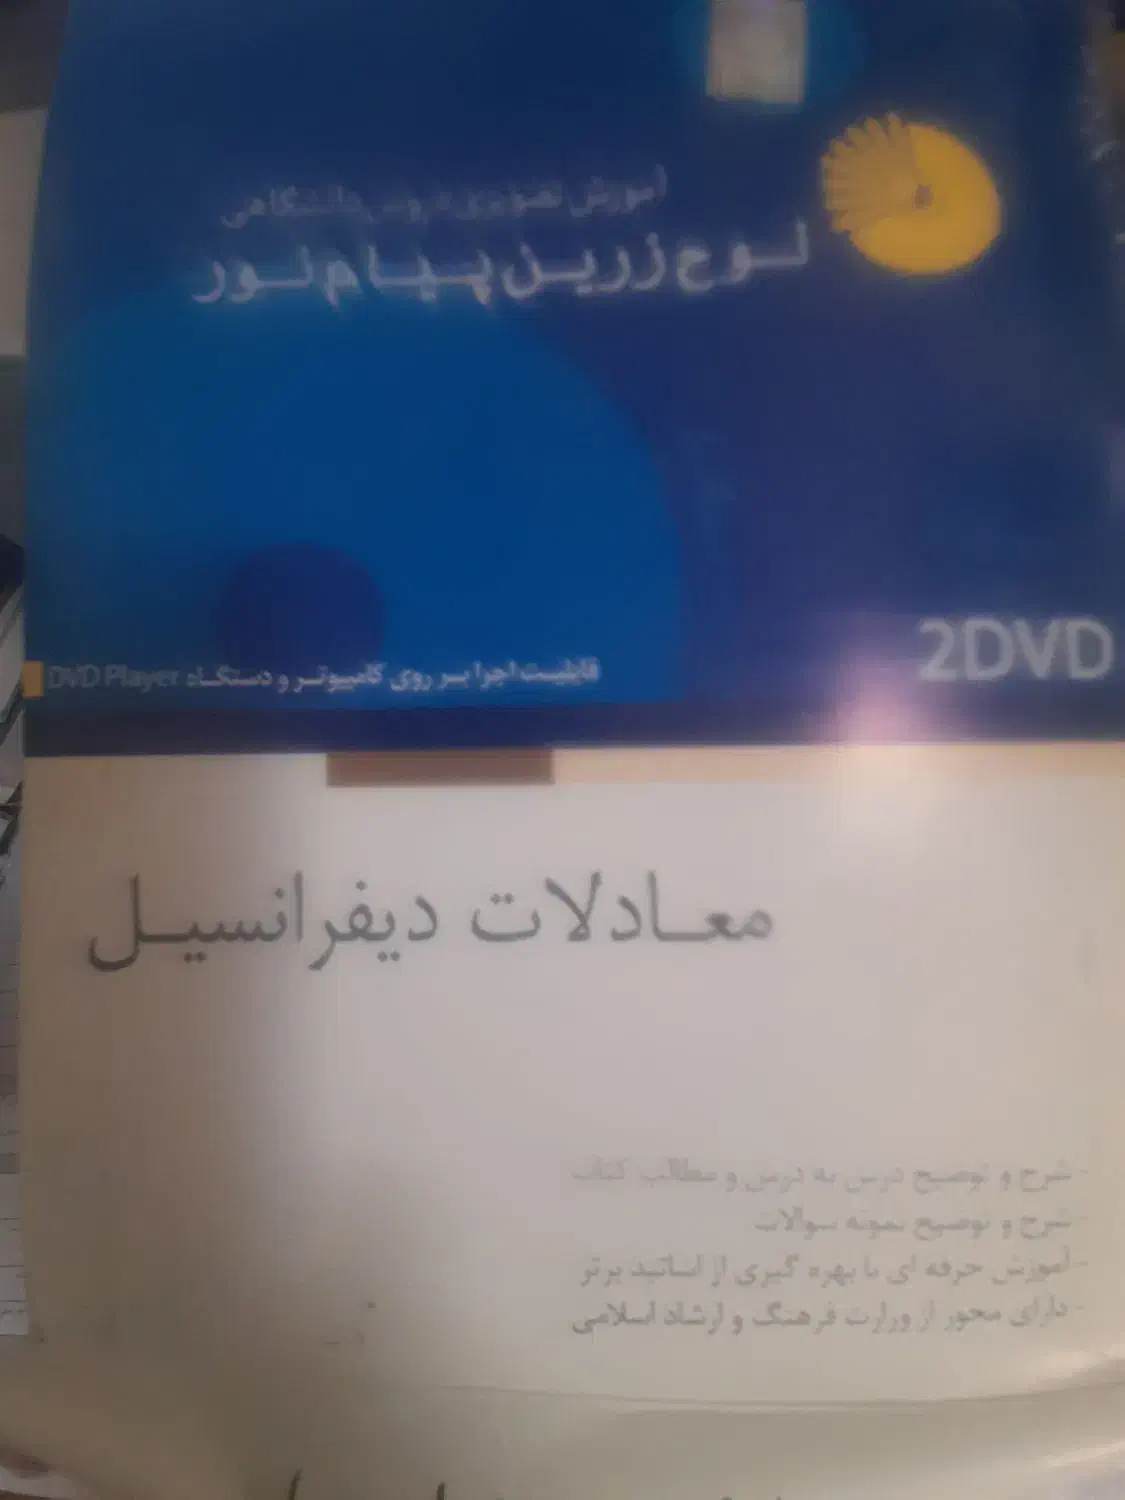 آموزش تصویری دروس دانشگاهی
لوح زرین پیام نور
2DVD
قابلیت اجرا بر روی کامپیوتر و دستگاه DVD Player
معادلات دیفرانسیل
- شرح و توضیح درس به درس و مطالب کتاب
- شرح و توضیح نمونه سوالات
- آموزش حرفه ای با بهره گیری از اساتید برتر
- دارای مجوز از وزارت فرهنگ و ارشاد اسلامی